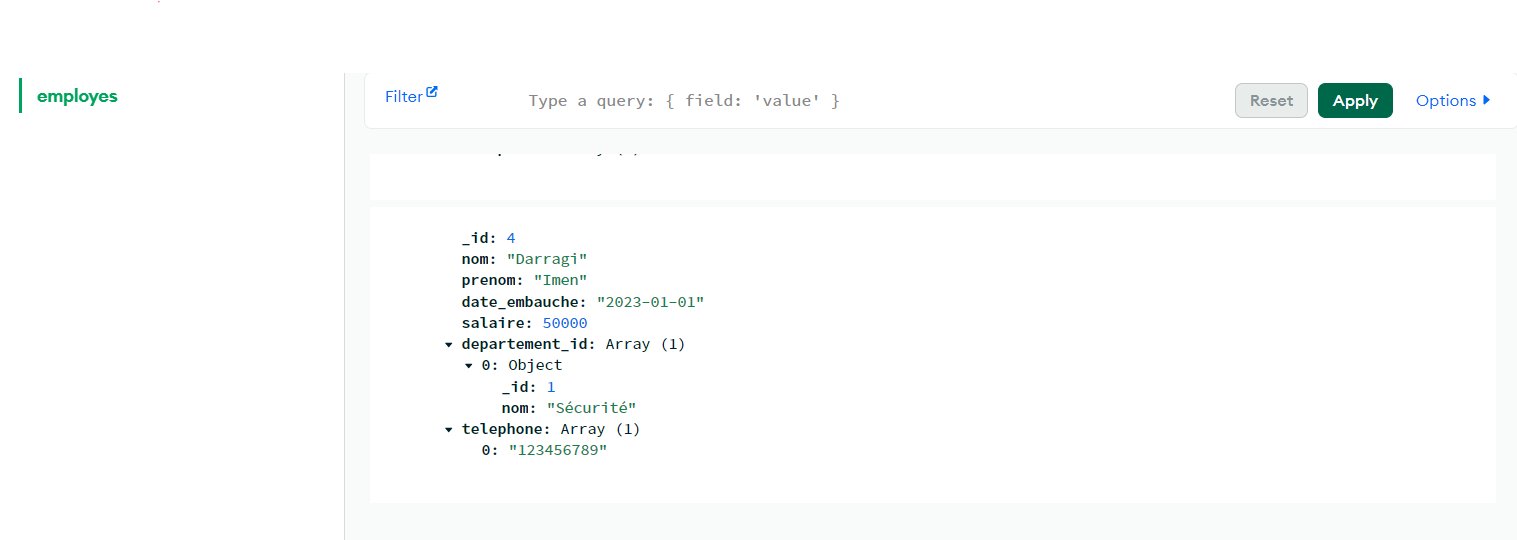 employes
Filter
Type a query: { field: 'value' }
Reset
Apply
Options
_id: 4
nom: "Darragi"
prenom: "Imen"
date_embauche: "2023-01-01"
salaire: 50000
departement_id: Array (1)
0: Object
_id: 1
nom: "Sécurité"
telephone: Array (1)
0: "123456789"